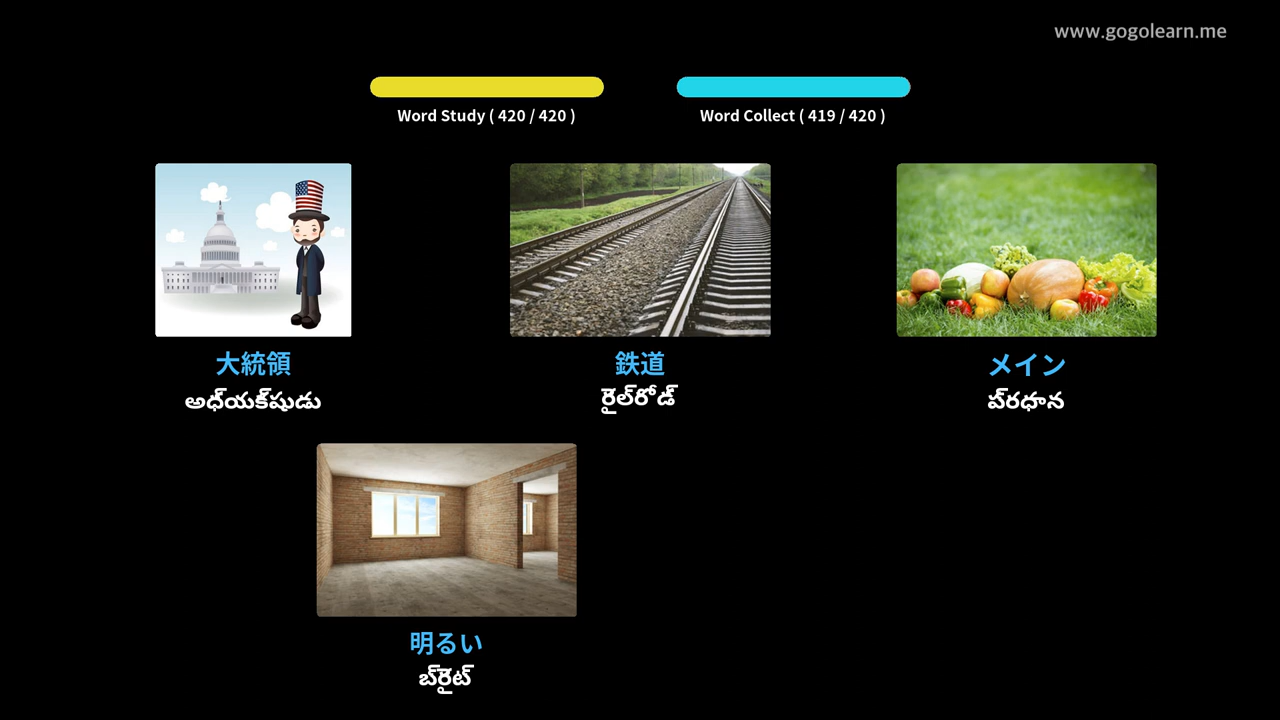 www.gogolearn.me
Word Study ( 420 / 420 )
Word Collect ( 419 / 420 )
大統領
అధ్యక్షుడు
鉄道
రైల్‌రోడ్
メイン
ప్రధాన
明るい
బ్రైట్